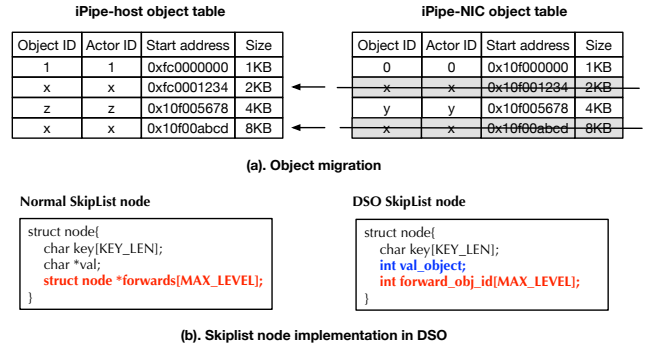 iPipe-host object table
Object ID Actor ID Start address Size
1 1 0xfc0000000 1KB
x x 0xfc0001234 2KB
z z 0x10f005678 4KB
x x 0x10f00abcd 8KB
iPipe-NIC object table
Object ID Actor ID Start address Size
0 0 0x10f000000 1KB
x x 0x10f001234 2KB
y y 0x10f005678 4KB
x x 0x10f00abcd 8KB
(a). Object migration
Normal SkipList node
struct node{
char key[KEY_LEN];
char *val;
struct node *forwards[MAX_LEVEL];
}
DSO SkipList node
struct node{
char key[KEY_LEN];
int val_object;
int forward_obj_id[MAX_LEVEL];
}
(b). Skiplist node implementation in DSO